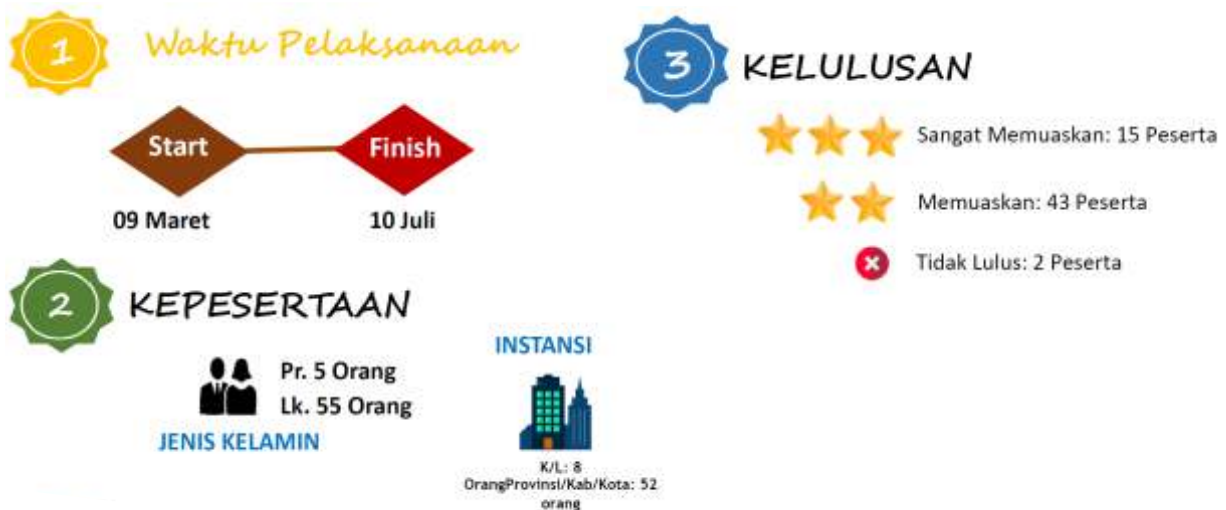 1 Waktu Pelaksanaan
Start
Finish
09 Maret
10 Juli
2 KEPESERTAAN
Pr. 5 Orang
Lk. 55 Orang
JENIS KELAMIN
INSTANSI
K/L: 8
OrangProvinsi/Kab/Kota: 52
orang
3 KELULUSAN
Sangat Memuaskan: 15 Peserta
Memuaskan: 43 Peserta
Tidak Lulus: 2 Peserta